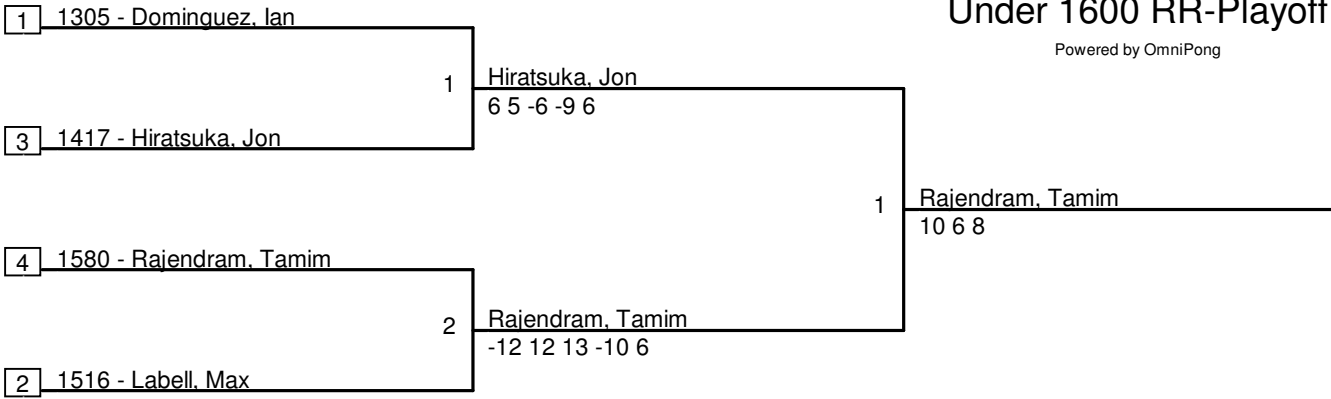 Under 1600 RR-Playoff
Powered by OmniPong
1 1305 - Dominguez, Ian
1 Hiratsuka, Jon
6 5 -6 -9 6
3 1417 - Hiratsuka, Jon
1 Rajendram, Tamim
10 6 8
4 1580 - Rajendram, Tamim
2 Rajendram, Tamim
-12 12 13 -10 6
2 1516 - Labell, Max